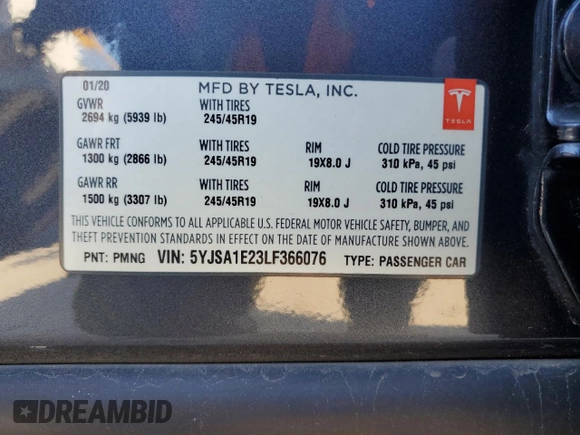 01/20 MFD BY TESLA, INC.
GVWR WITH TIRES
2694 kg (5939 lb) 245/45R19
TESLA
GAWR FRT WITH TIRES RIM COLD TIRE PRESSURE
1300 kg (2866 lb) 245/45R19 19X8.0 J 310 kPa, 45 psi
GAWR RR WITH TIRES RIM COLD TIRE PRESSURE
1500 kg (3307 lb) 245/45R19 19X8.0 J 310 kPa, 45 psi
THIS VEHICLE CONFORMS TO ALL APPLICABLE U.S. FEDERAL MOTOR VEHICLE SAFETY, BUMPER, AND
THEFT PREVENTION STANDARDS IN EFFECT ON THE DATE OF MANUFACTURE SHOWN ABOVE.
PNT: PMNG VIN: 5YJSA1E23LF366076 TYPE: PASSENGER CAR
DREAMBID